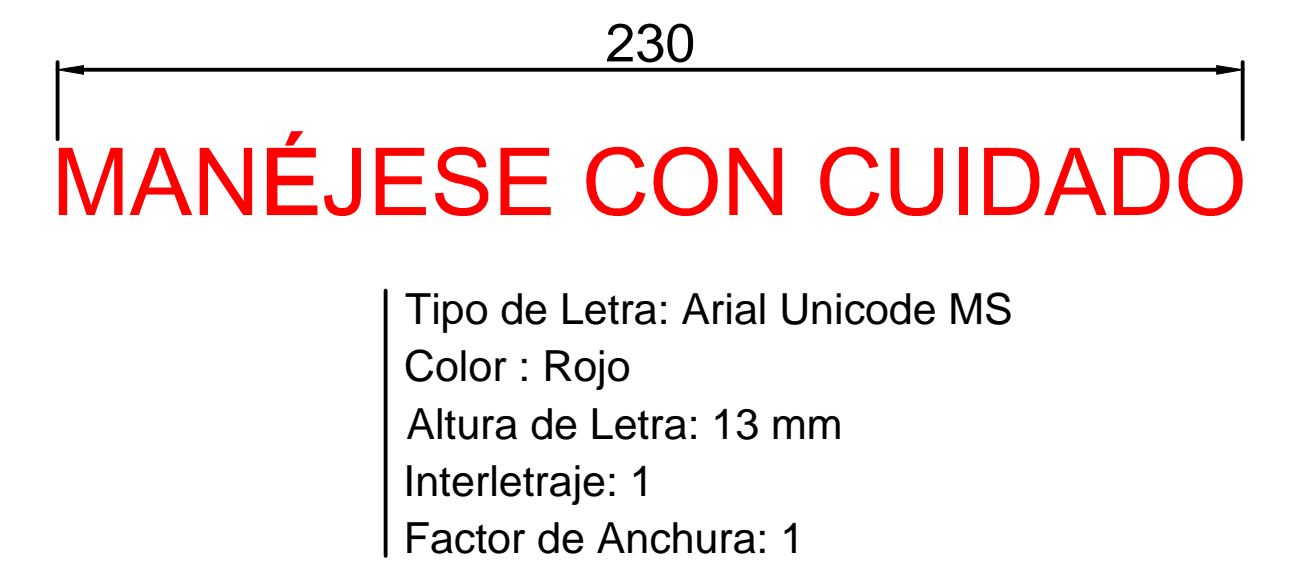 230
MANÉJESE CON CUIDADO
Tipo de Letra: Arial Unicode MS
Color : Rojo
Altura de Letra: 13 mm
Interletraje: 1
Factor de Anchura: 1